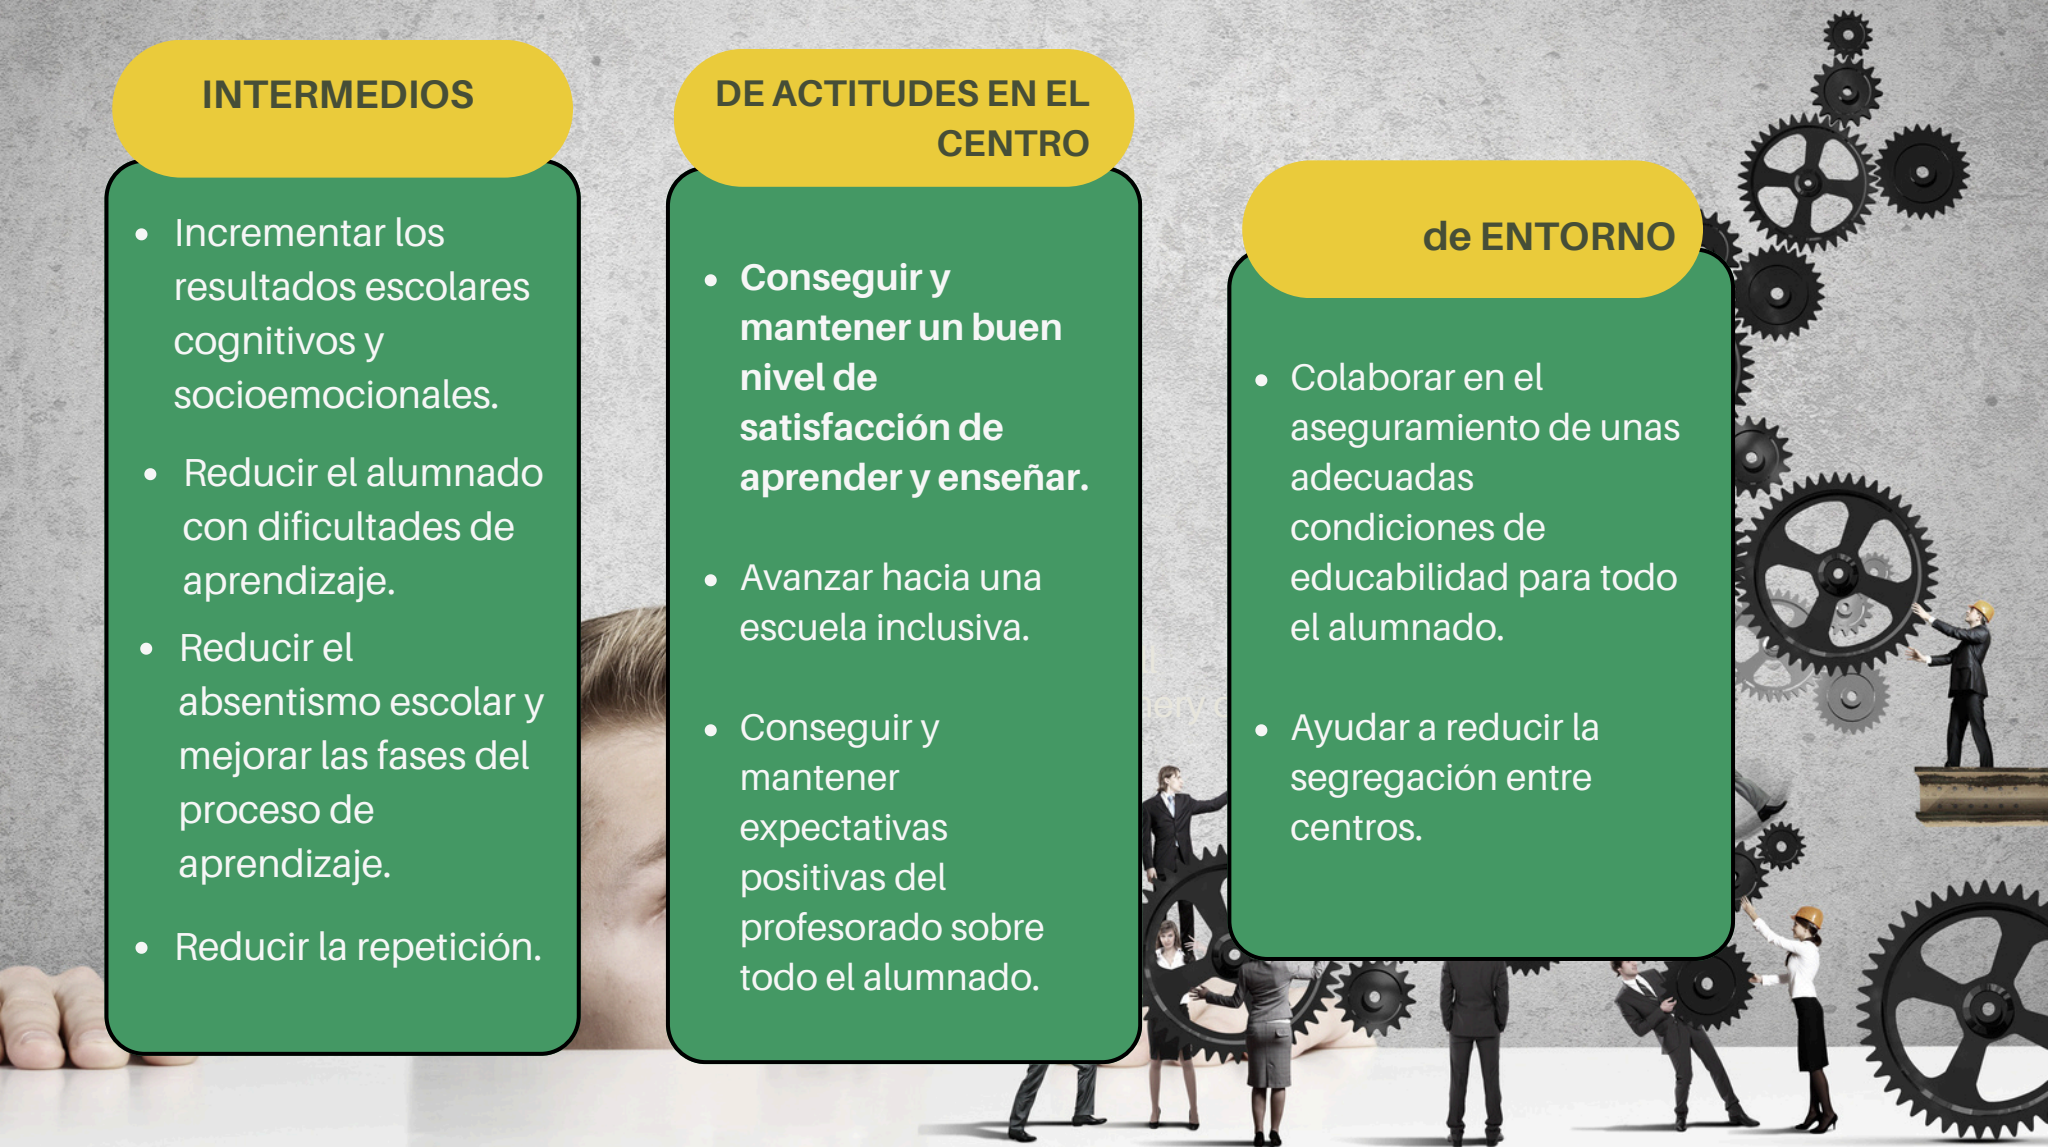 INTERMEDIOS
• Incrementar los
resultados escolares
cognitivos y
socioemocionales.
• Reducir el alumnado
con dificultades de
aprendizaje.
• Reducir el
absentismo escolar y
mejorar las fases del
proceso de
aprendizaje.
• Reducir la repetición.
DE ACTITUDES EN EL
CENTRO
• Conseguir y
mantener un buen
nivel de
satisfacción de
aprender y enseñar.
• Avanzar hacia una
escuela inclusiva.
• Conseguir y
mantener
expectativas
positivas del
profesorado sobre
todo el alumnado.
de ENTORNO
• Colaborar en el
aseguramiento de unas
adecuadas
condiciones de
educabilidad para todo
el alumnado.
• Ayudar a reducir la
segregación entre
centros.